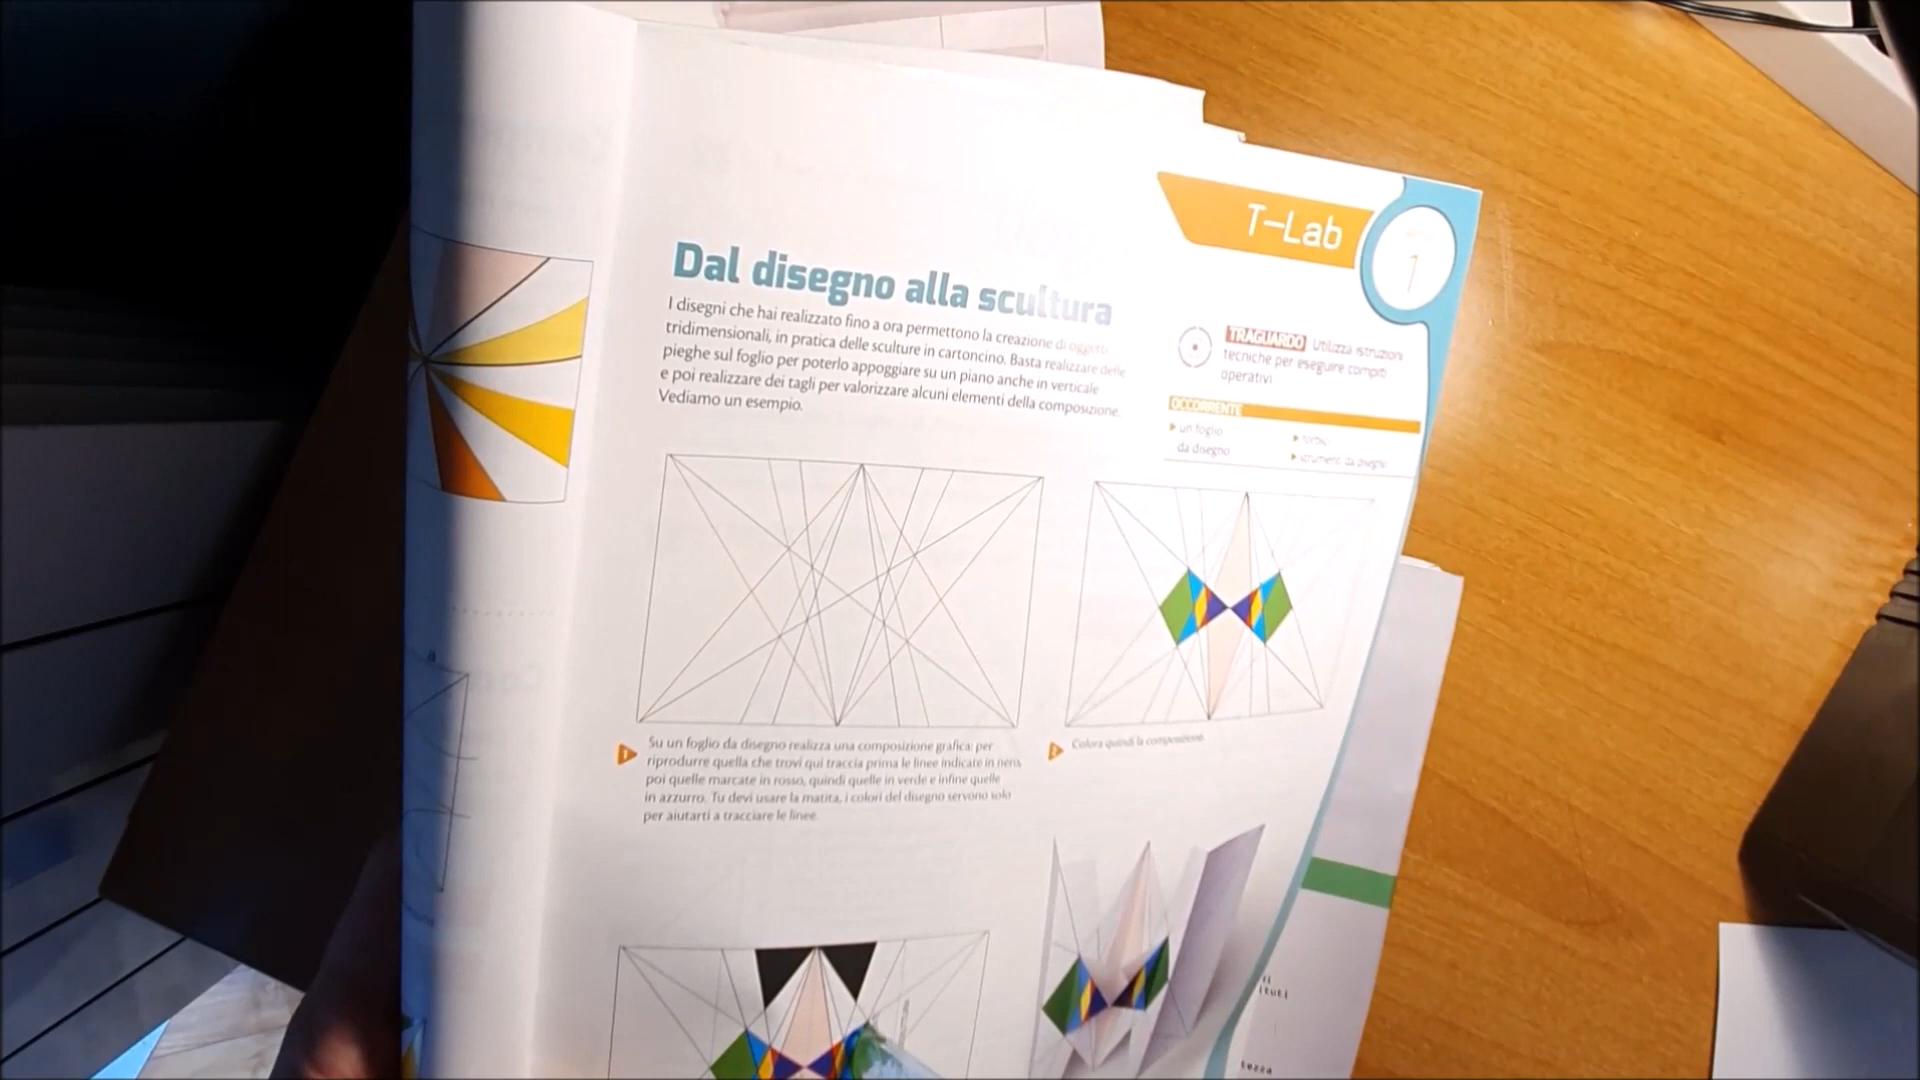 T-Lab
1
Dal disegno alla scultura
I disegni che hai realizzato fino a ora permettono la creazione di oggetti
tridimensionali, in pratica delle sculture in cartoncino. Basta realizzare delle
pieghe sul foglio per poterlo appoggiare su un piano anche in verticale
e poi realizzare dei tagli per valorizzare alcuni elementi della composizione.
Vediamo un esempio.
TRAGUARDO Utilizza istruzioni
tecniche per eseguire compiti
operativi
OCCORRENTE
un foglio
da disegno
strumenti da disegno
1 Su un foglio da disegno realizza una composizione grafica: per
riprodurre quella che trovi qui traccia prima le linee indicate in nero,
poi quelle marcate in rosso, quindi quelle in verde e infine quelle
in azzurro. Tu devi usare la matita, i colori del disegno servono solo
per aiutarti a tracciare le linee.
2 Colora quindi la composizione.
a
ituti
tezza